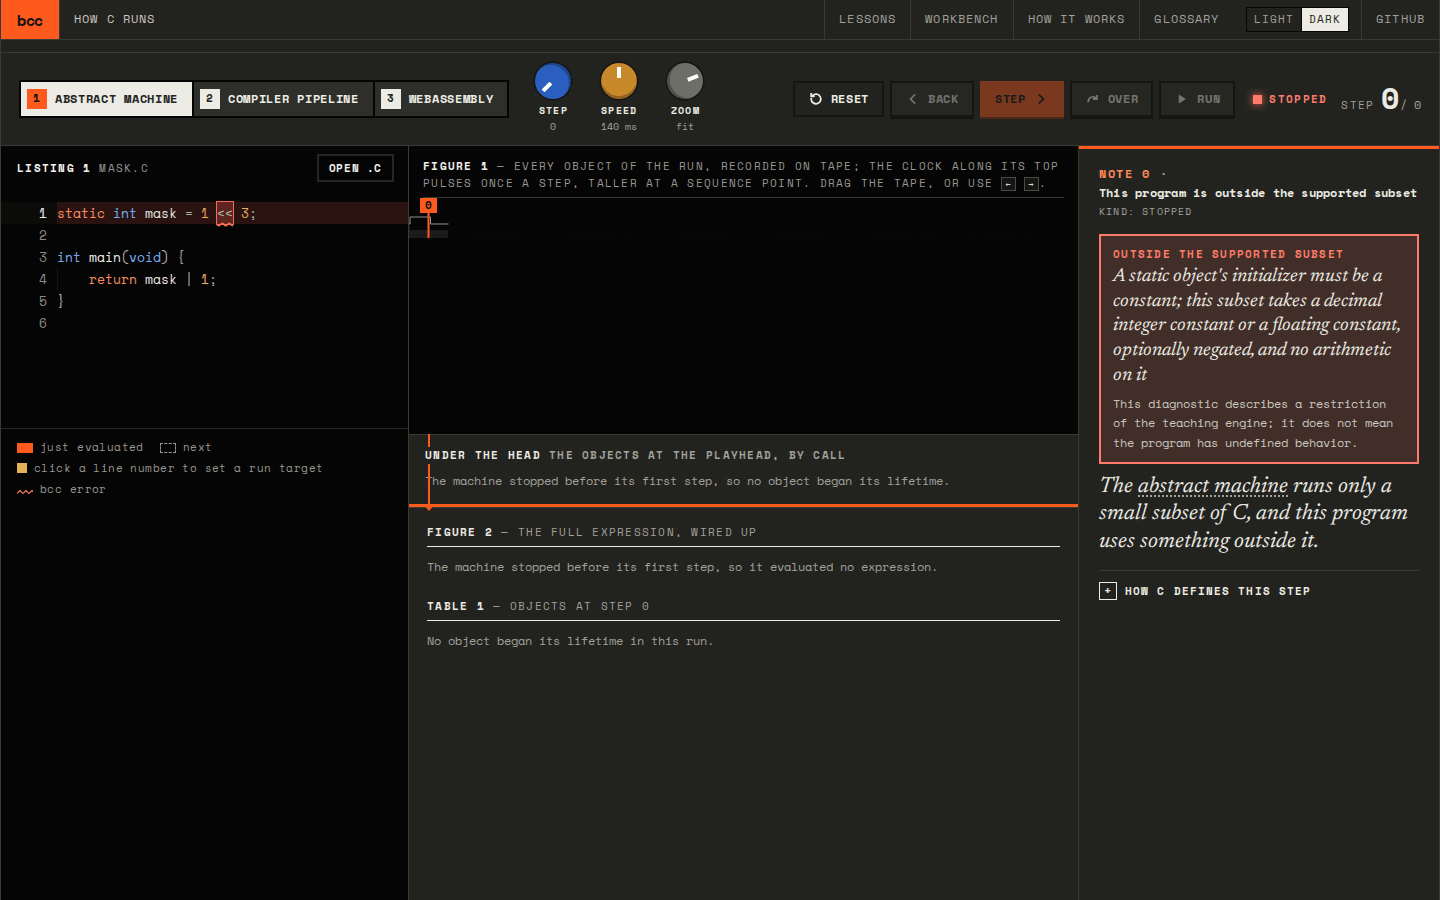 bcc HOW C RUNS LESSONS WORKBENCH HOW IT WORKS GLOSSARY LIGHT DARK GITHUB
1 ABSTRACT MACHINE 2 COMPILER PIPELINE 3 WEBASSEMBLY
STEP SPEED ZOOM
0 140 ms fit
RESET BACK STEP OVER RUN STOPPED STEP 0/ 0
LISTING 1 MASK.C OPEN .C
1 static int mask = 1 << 3;
2
3 int main(void) {
4 return mask | 1;
5 }
6
just evaluated next
click a line number to set a run target
bcc error
FIGURE 1 — EVERY OBJECT OF THE RUN, RECORDED ON TAPE; THE CLOCK ALONG ITS TOP
PULSES ONCE A STEP, TALLER AT A SEQUENCE POINT. DRAG THE TAPE, OR USE ← →.
0
UNDER THE HEAD THE OBJECTS AT THE PLAYHEAD, BY CALL
The machine stopped before its first step, so no object began its lifetime.
FIGURE 2 — THE FULL EXPRESSION, WIRED UP
The machine stopped before its first step, so it evaluated no expression.
TABLE 1 — OBJECTS AT STEP 0
No object began its lifetime in this run.
NOTE 0 ·
This program is outside the supported subset
KIND: STOPPED
OUTSIDE THE SUPPORTED SUBSET
A static object's initializer must be a
constant; this subset takes a decimal
integer constant or a floating constant,
optionally negated, and no arithmetic
on it
This diagnostic describes a restriction
of the teaching engine; it does not mean
the program has undefined behavior.
The abstract machine runs only a
small subset of C, and this program
uses something outside it.
+ HOW C DEFINES THIS STEP